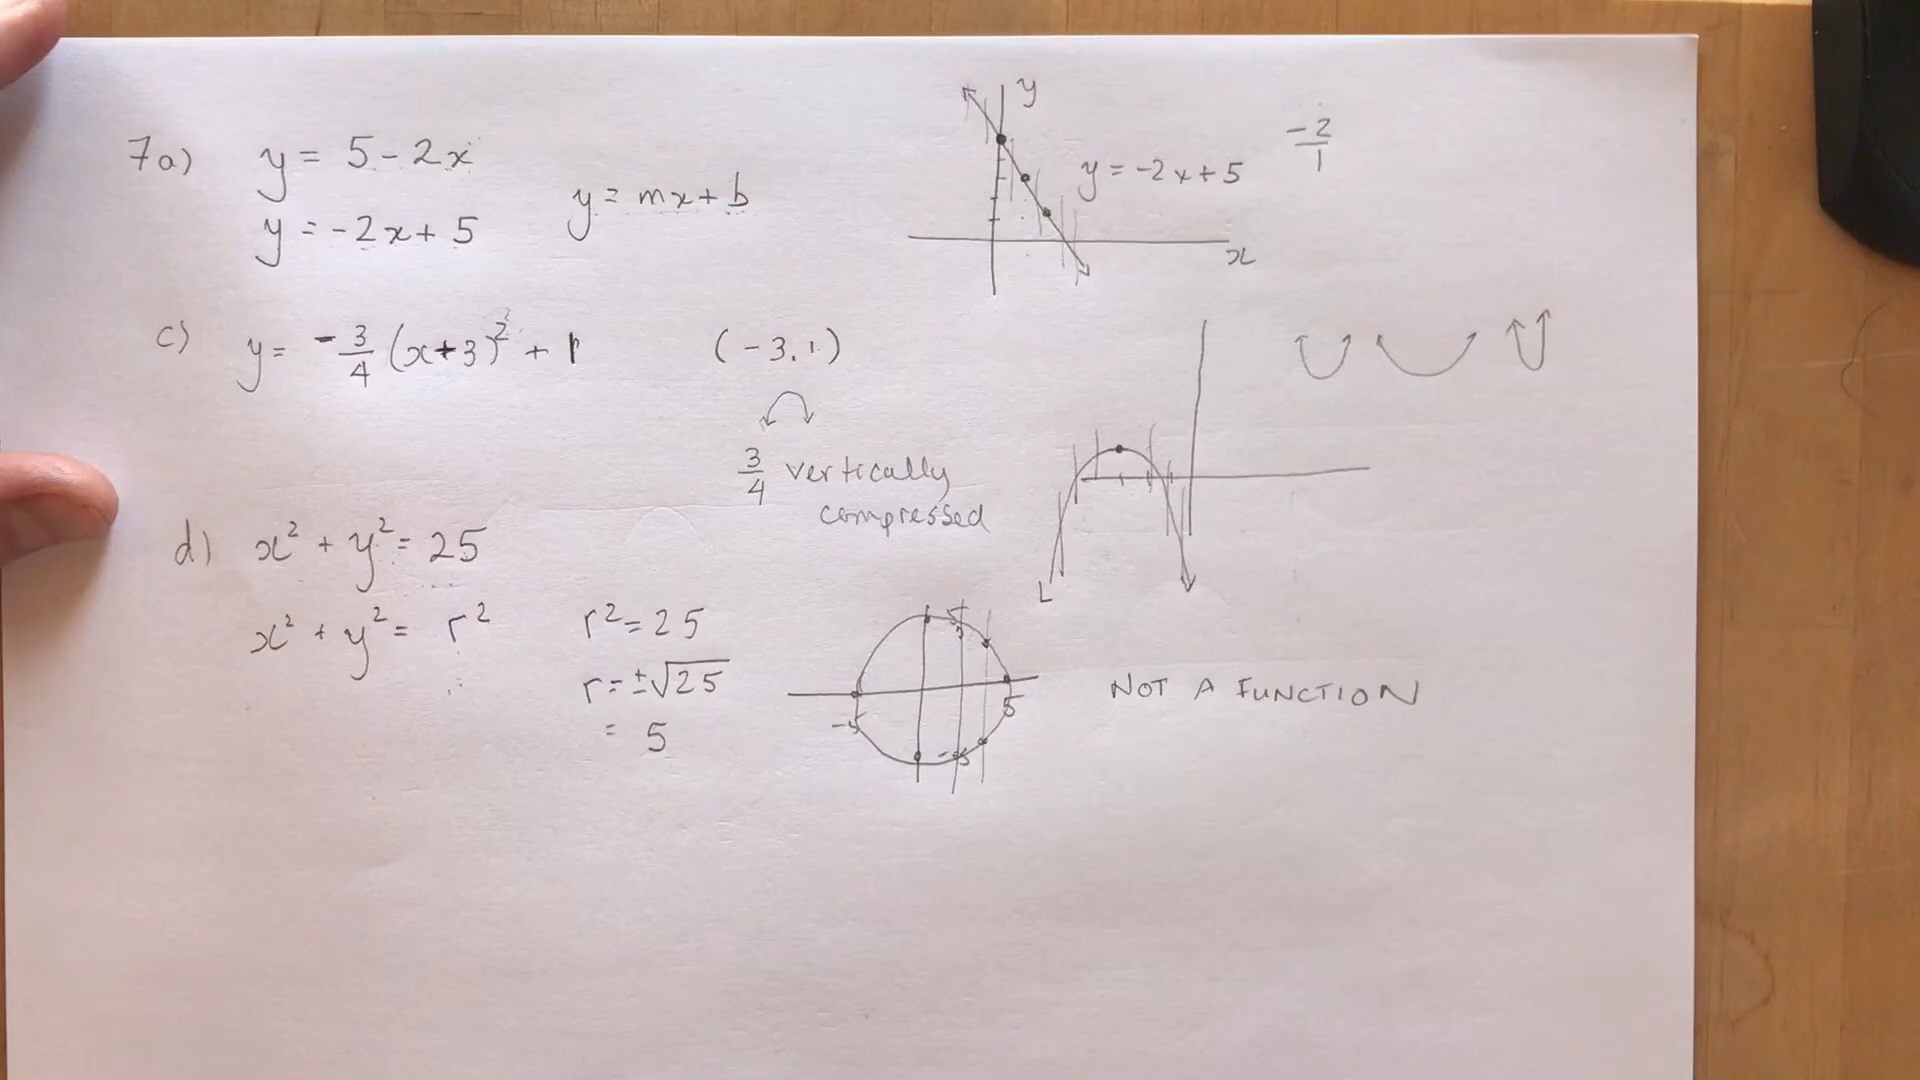 7a) y = 5 - 2x
y = -2x + 5
y = mx + b
y
y = -2x + 5
-2/1
x
c) y = -3/4 (x+3)² + 1
(-3, 1)
3/4 vertically
compressed
d) x² + y² = 25
x² + y² = r²
r² = 25
r = ±√25
= 5
5
-5
5
-5
NOT A FUNCTION